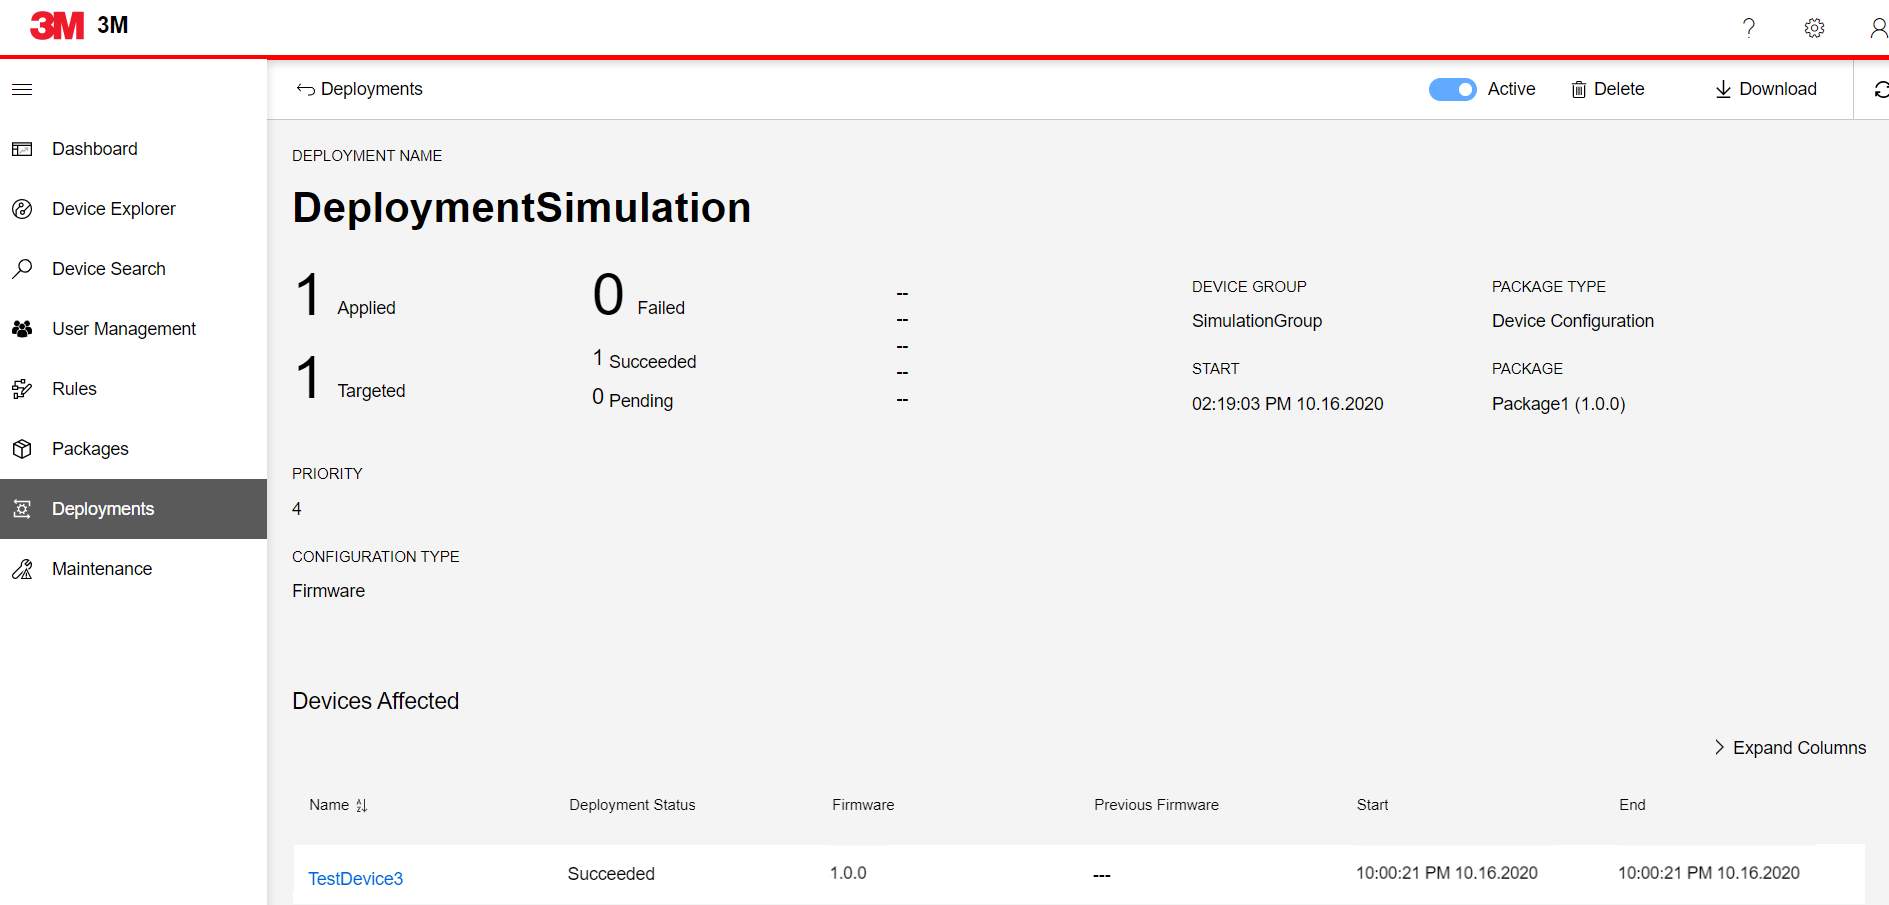 3M 3M
?
Deployments
Active
Delete
Download
Dashboard
Device Explorer
Device Search
User Management
Rules
Packages
Deployments
Maintenance
DEPLOYMENT NAME
DeploymentSimulation
1 Applied
1 Targeted
0 Failed
1 Succeeded
0 Pending
--
--
--
--
--
DEVICE GROUP
SimulationGroup
PACKAGE TYPE
Device Configuration
START
02:19:03 PM 10.16.2020
PACKAGE
Package1 (1.0.0)
PRIORITY
4
CONFIGURATION TYPE
Firmware
Devices Affected
Expand Columns
Name Deployment Status Firmware Previous Firmware Start End
TestDevice3 Succeeded 1.0.0 --- 10:00:21 PM 10.16.2020 10:00:21 PM 10.16.2020